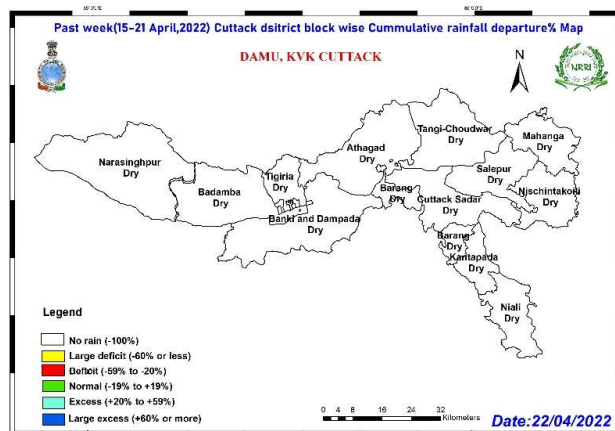 Past week(15-21 April,2022) Cuttack dsitrict block wise Cummulative rainfall departure% Map
DAMU, KVK CUTTACK
NRRI
N
Narasinghpur
Dry
Badamba
Dry
Tigiria
Dry
Banki and Dampada
Dry
Athagad
Dry
Tangi-Choudwar
Dry
Mahanga
Dry
Salepur
Dry
Nischintakoili
Dry
Barang
Dry
Cuttack Sadar
Dry
Barang
Dry
Kantapada
Dry
Niali
Dry
Legend
No rain (-100%)
Large deficit (-60% or less)
Deficit (-59% to -20%)
Normal (-19% to +19%)
Excess (+20% to +59%)
Large excess (+60% or more)
0 2 4 8 12 16
Kilometers
Date:22/04/2022